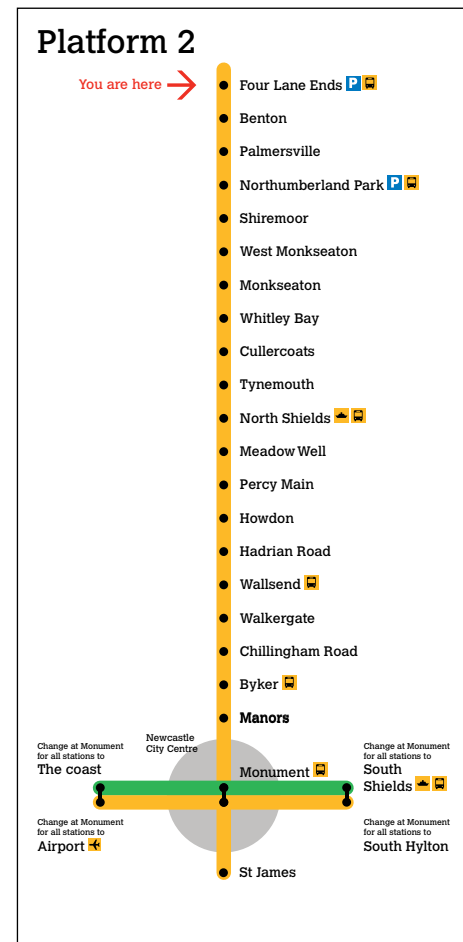 Platform 2
You are here
Four Lane Ends P
Benton
Palmersville
Northumberland Park P
Shiremoor
West Monkseaton
Monkseaton
Whitley Bay
Cullercoats
Tynemouth
North Shields
Meadow Well
Percy Main
Howdon
Hadrian Road
Wallsend
Walkergate
Chillingham Road
Byker
Manors
Newcastle
City Centre
Monument
Change at Monument
for all stations to
The coast
Change at Monument
for all stations to
South
Shields
Change at Monument
for all stations to
Airport
Change at Monument
for all stations to
South Hylton
St James